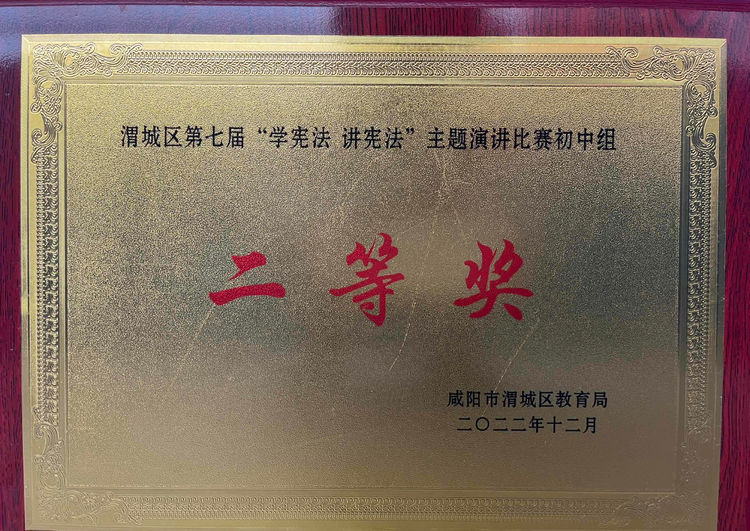 渭城区第七届“学宪法 讲宪法”主题演讲比赛初中组
二等奖
咸阳市渭城区教育局
二〇二二年十二月